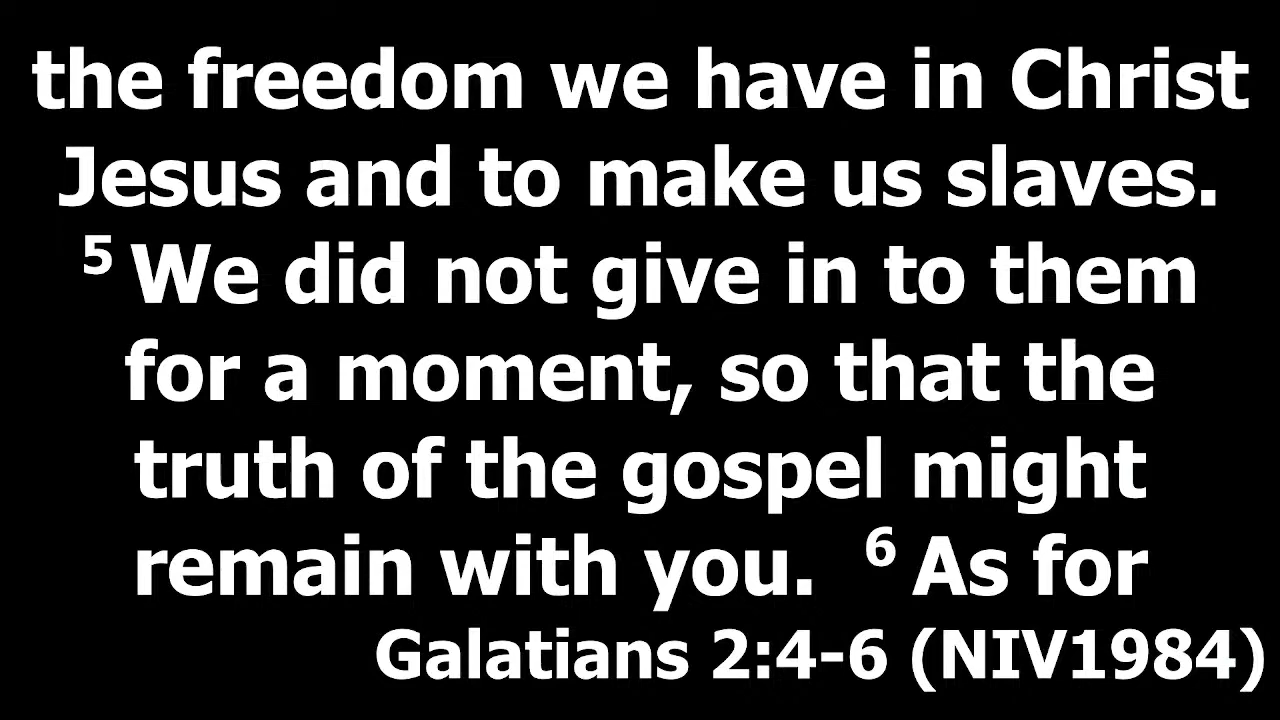 the freedom we have in Christ
Jesus and to make us slaves.
⁵ We did not give in to them
for a moment, so that the
truth of the gospel might
remain with you. ⁶ As for
Galatians 2:4-6 (NIV1984)